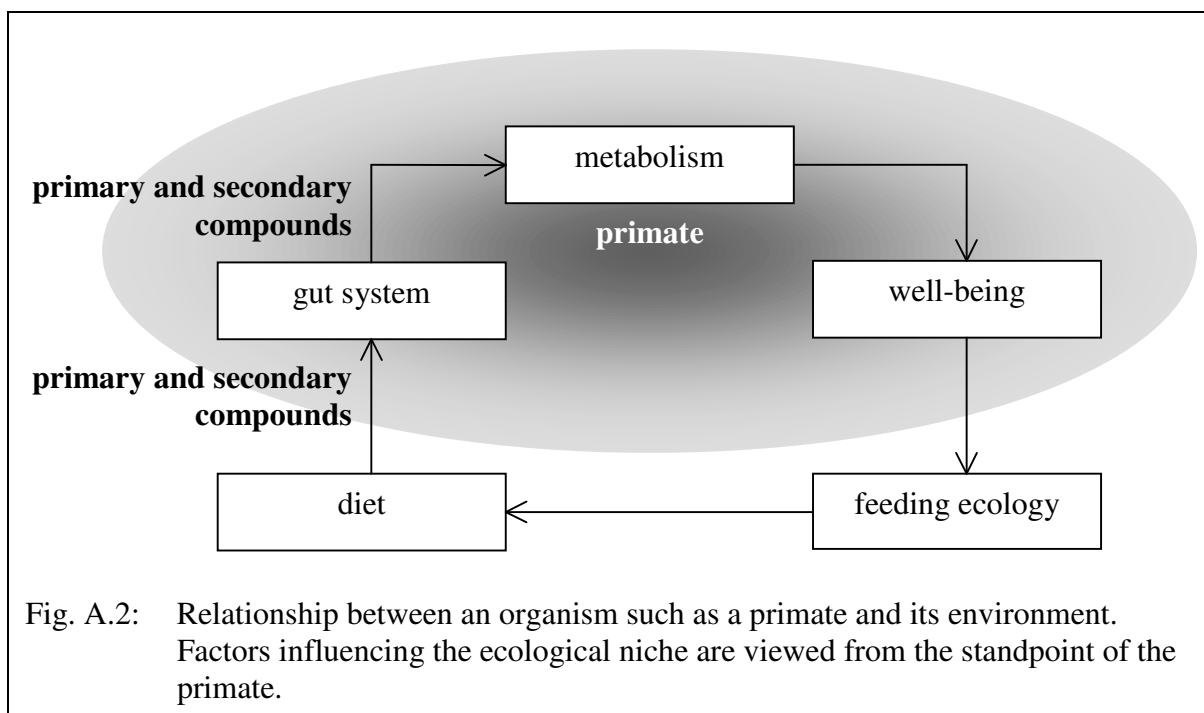 metabolism
primary and secondary
compounds
primate
gut system
well-being
primary and secondary
compounds
diet
feeding ecology
Fig. A.2: Relationship between an organism such as a primate and its environment.
Factors influencing the ecological niche are viewed from the standpoint of the
primate.